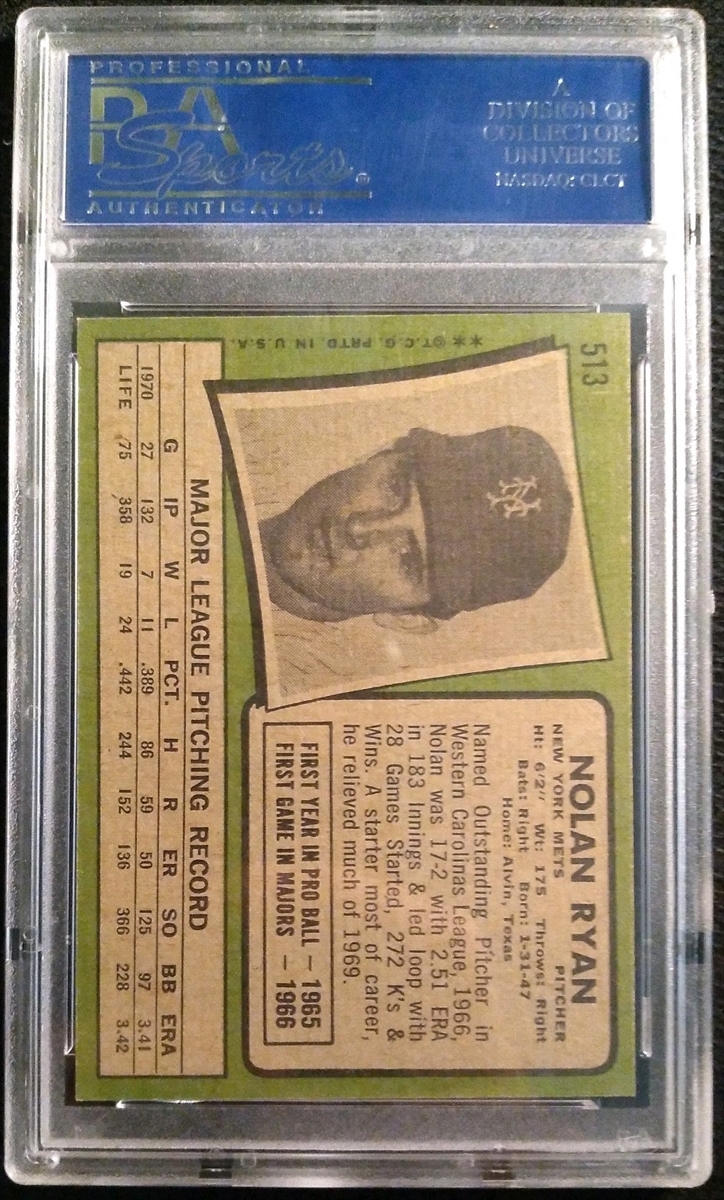 PROFESSIONAL
PSA
Sports®
AUTHENTICATOR
A
DIVISION OF
COLLECTORS
UNIVERSE
NASDAQ: CLCT
513
NY
NOLAN RYAN
NEW YORK METS PITCHER
Ht: 6'2" Wt: 175 Throws: Right
Bats: Right Born: 1-31-47
Home: Alvin, Texas
Named Outstanding Pitcher in
Western Carolinas League, 1966,
Nolan was 17-2 with 2.51 ERA
in 183 Innings & led loop with
28 Games Started, 272 K's &
Wins. A starter most of career,
he relieved much of 1969.
FIRST YEAR IN PRO BALL — 1965
FIRST GAME IN MAJORS — 1966
**©T.C.G. PRTD. IN U.S.A.
MAJOR LEAGUE PITCHING RECORD
G IP W L PCT. H R ER SO BB ERA
1970 27 132 7 11 .389 86 59 50 125 97 3.41
LIFE 75 358 19 24 .442 244 152 136 366 228 3.42